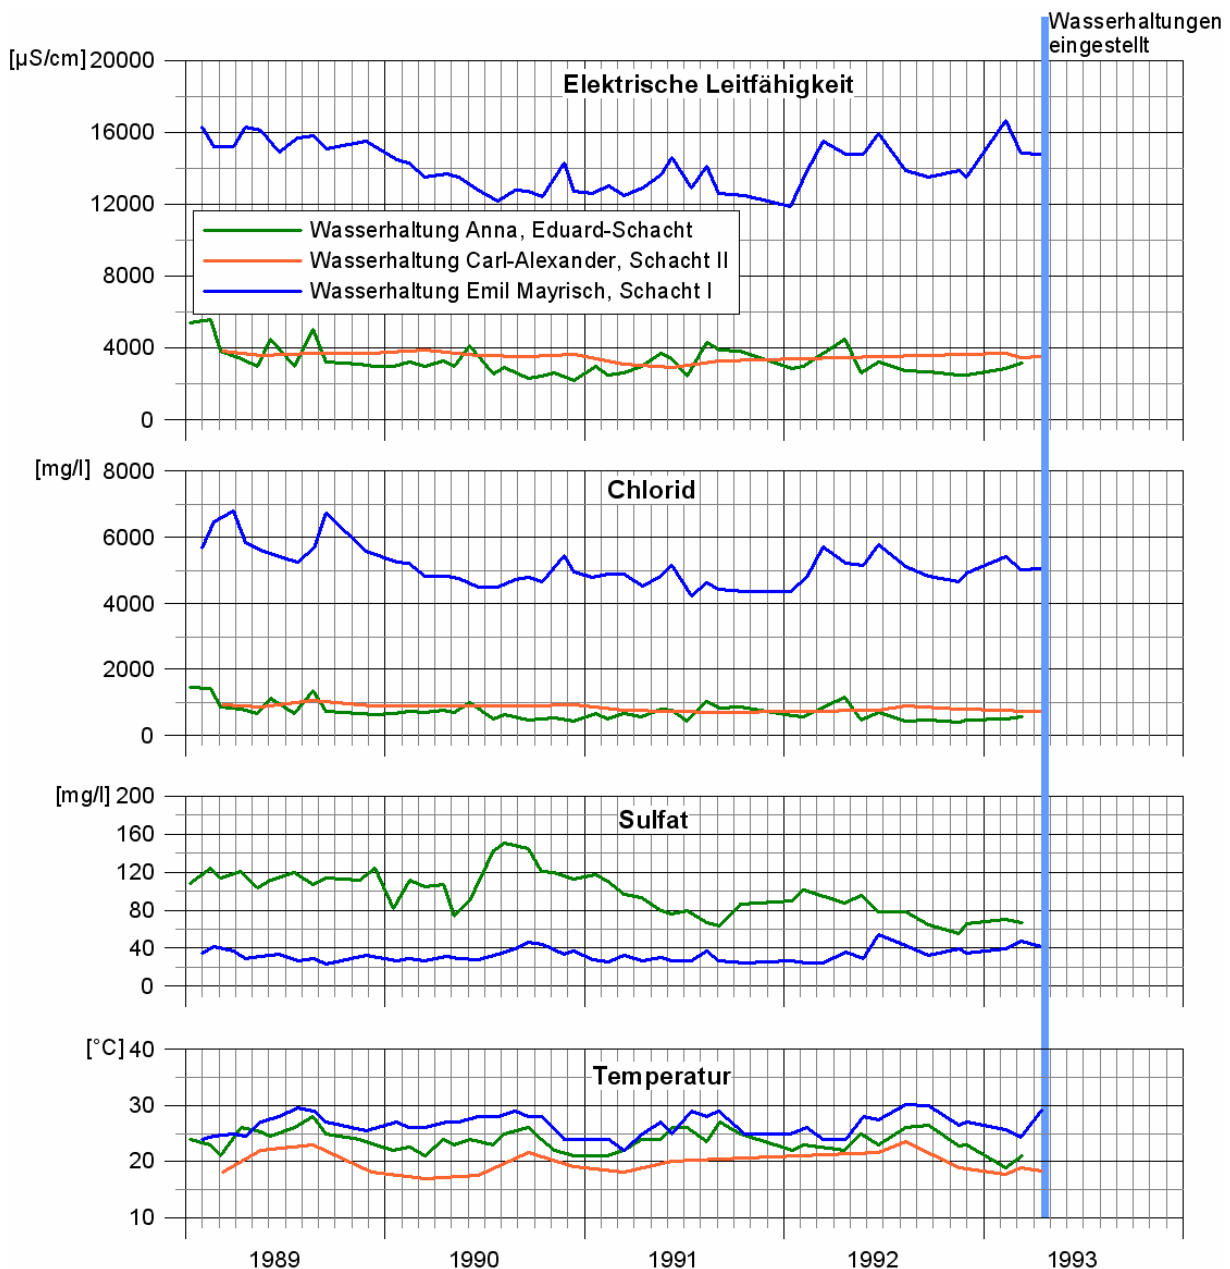 Wasserhaltungen
eingestellt
[µS/cm] 20000
Elektrische Leitfähigkeit
16000
12000
Wasserhaltung Anna, Eduard-Schacht
Wasserhaltung Carl-Alexander, Schacht II
Wasserhaltung Emil Mayrisch, Schacht I
8000
4000
0
[mg/l] 8000
Chlorid
6000
4000
2000
0
[mg/l] 200
Sulfat
160
120
80
40
0
[°C] 40
Temperatur
30
20
10
1989 1990 1991 1992 1993